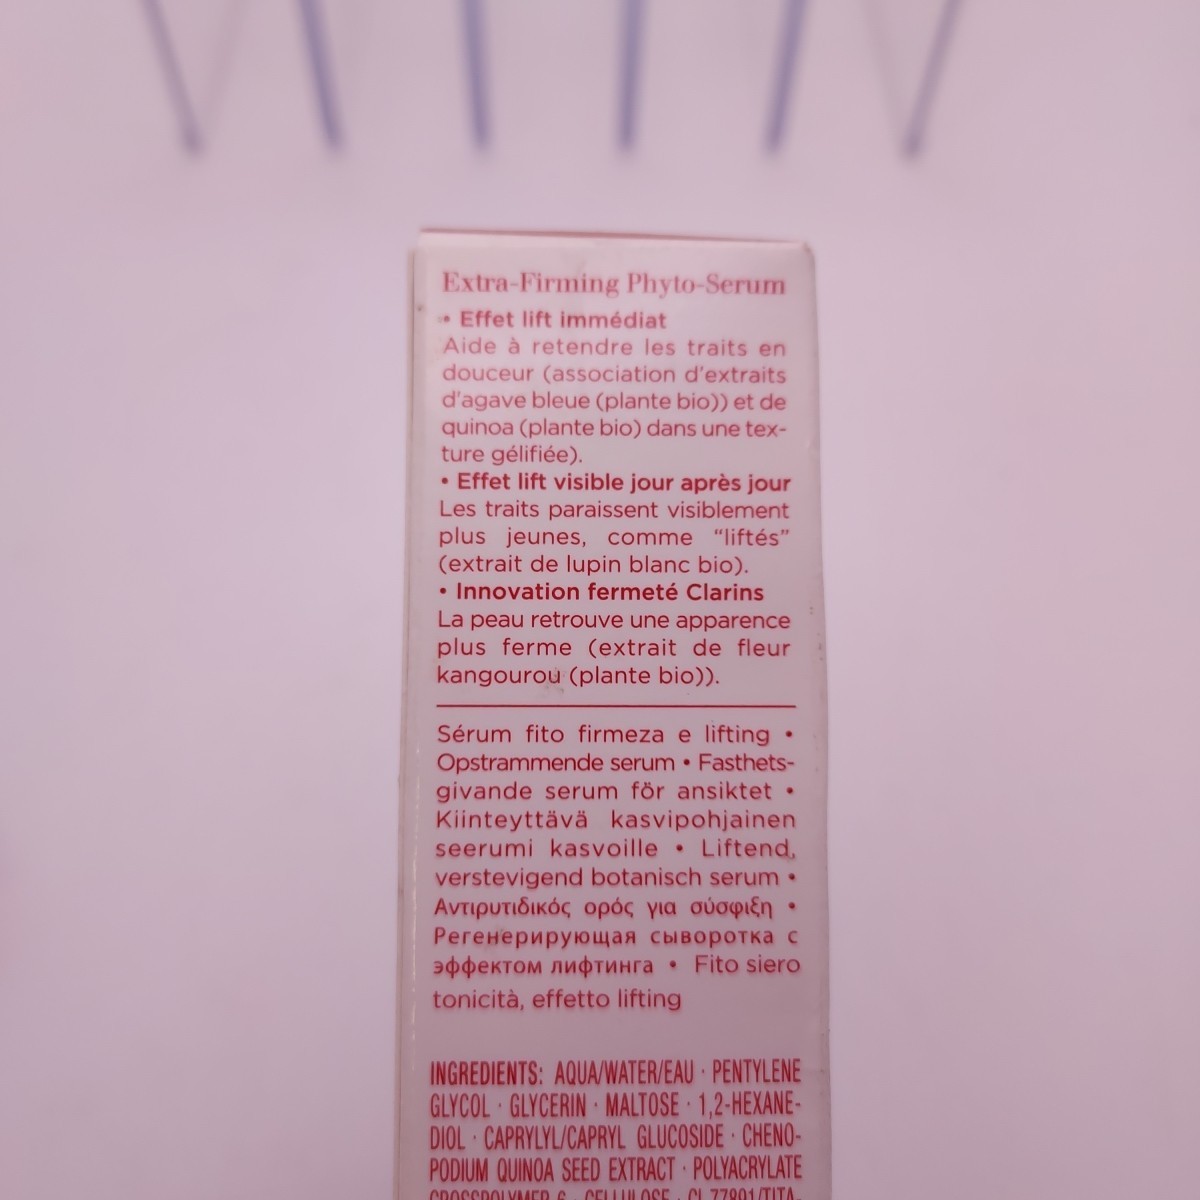 Extra-Firming Phyto-Serum
• Effet lift immédiat
Aide à retendre les traits en
douceur (association d'extraits
d'agave bleue (plante bio)) et de
quinoa (plante bio) dans une tex-
ture gélifiée).
• Effet lift visible jour après jour
Les traits paraissent visiblement
plus jeunes, comme "liftés"
(extrait de lupin blanc bio).
• Innovation fermeté Clarins
La peau retrouve une apparence
plus ferme (extrait de fleur
kangourou (plante bio)).
Sérum fito firmeza e lifting •
Opstrammende serum • Fasthets-
givande serum för ansiktet •
Kiinteyttävä kasvipohjainen
seerumi kasvoille • Liftend,
verstevigend botanisch serum •
Αντιρυτιδικός ορός για σύσφιξη •
Регенерирующая сыворотка с
эффектом лифтинга • Fito siero
tonicità, effetto lifting
INGREDIENTS: AQUA/WATER/EAU · PENTYLENE
GLYCOL · GLYCERIN · MALTOSE · 1,2-HEXANE-
DIOL · CAPRYLYL/CAPRYL GLUCOSIDE · CHENO-
PODIUM QUINOA SEED EXTRACT · POLYACRYLATE
CROSSPOLYMER-6 · CELLULOSE · CI 77891/TITA-